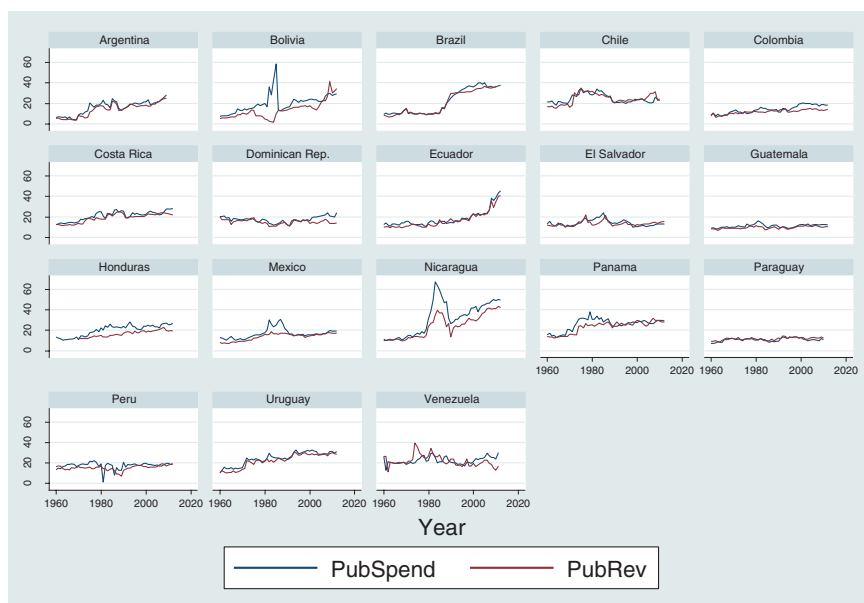 Argentina Bolivia Brazil Chile Colombia
60
40
20
0
Costa Rica Dominican Rep. Ecuador El Salvador Guatemala
60
40
20
0
Honduras Mexico Nicaragua Panama Paraguay
60
40
20
0
1960 1980 2000 2020 1960 1980 2000 2020
Peru Uruguay Venezuela
60
40
20
0
1960 1980 2000 2020 1960 1980 2000 2020 1960 1980 2000 2020
Year
PubSpend PubRev